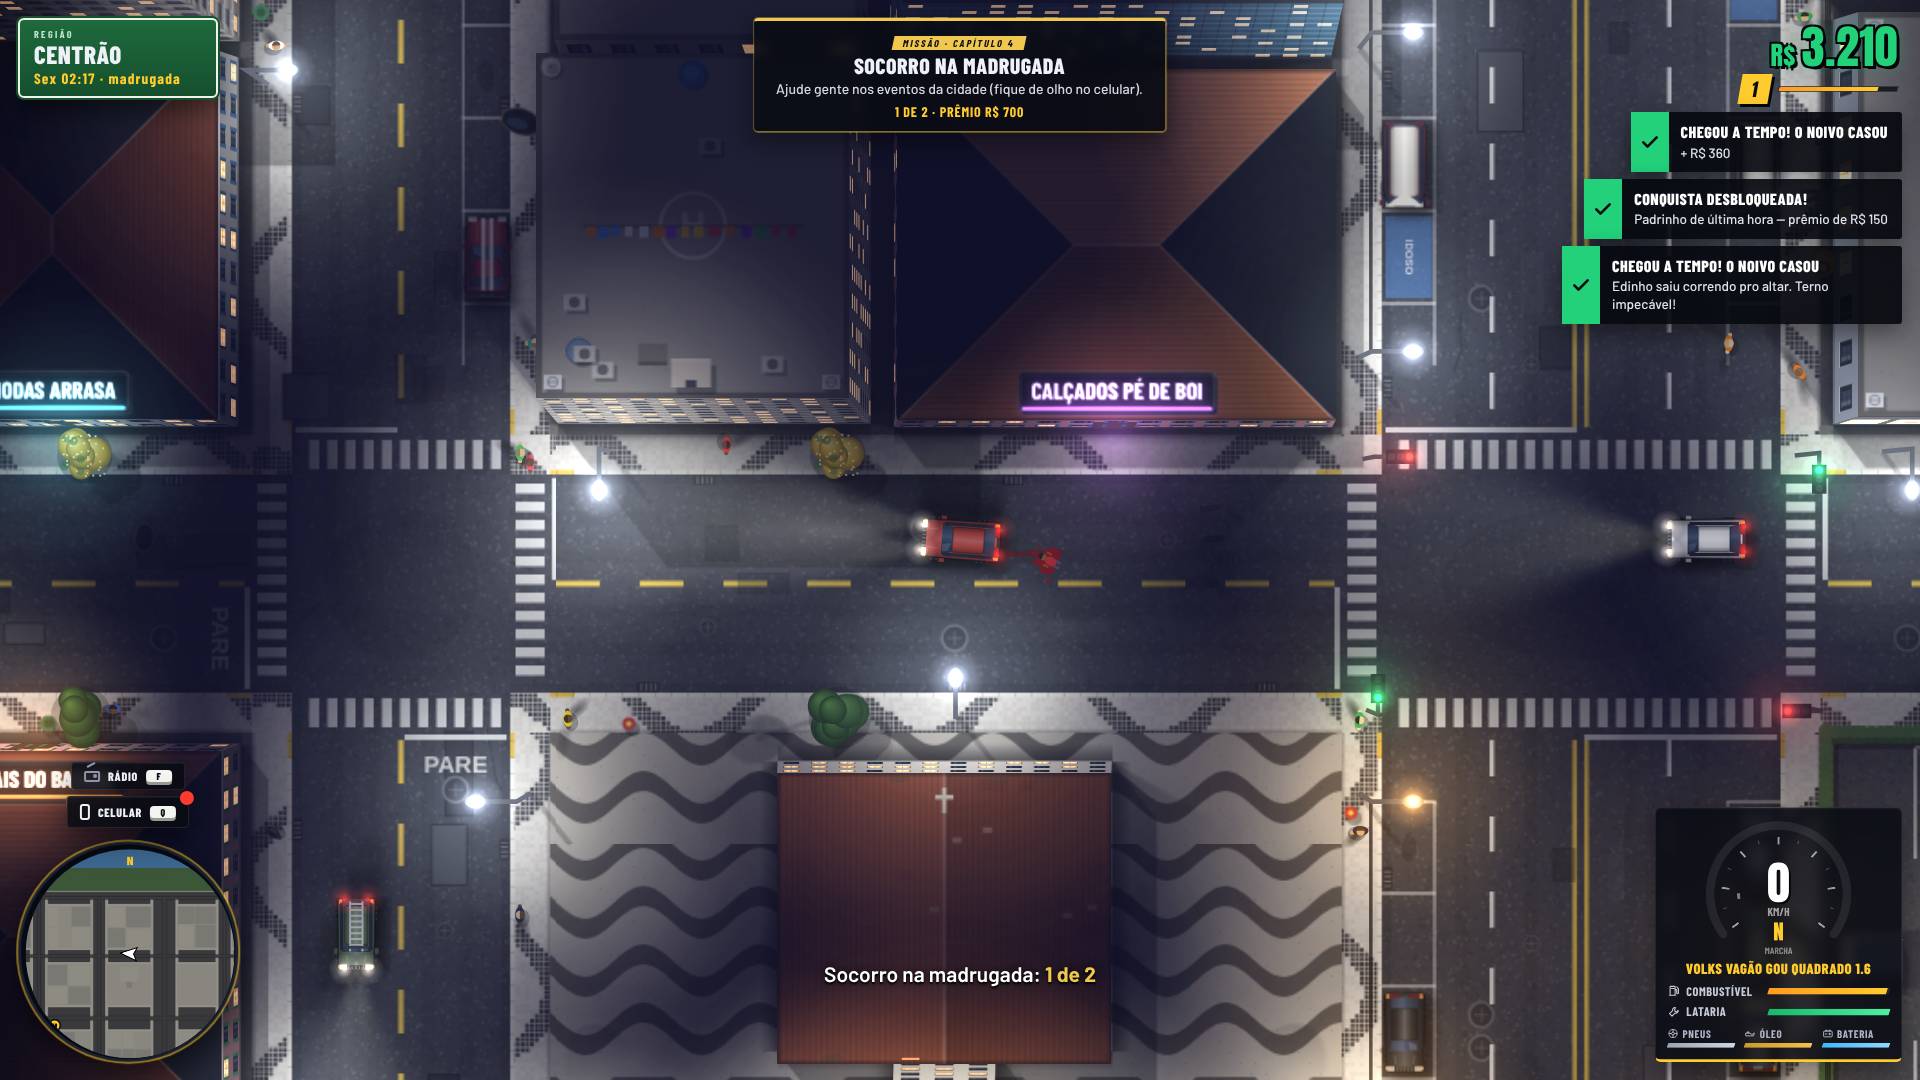 REGIÃO
CENTRÃO
Sex 02:17 · madrugada
MISSÃO · CAPÍTULO 4
SOCORRO NA MADRUGADA
Ajude gente nos eventos da cidade (fique de olho no celular).
1 DE 2 · PRÊMIO R$ 700
R$ 3.210
1
CHEGOU A TEMPO! O NOIVO CASOU
+ R$ 360
CONQUISTA DESBLOQUEADA!
Padrinho de última hora — prêmio de R$ 150
CHEGOU A TEMPO! O NOIVO CASOU
Edinho saiu correndo pro altar. Terno
impecável!
H
IDOSO
MODAS ARRASA
CALÇADOS PÉ DE BOI
PARE
PARE
AIS DO BA
RÁDIO F
CELULAR Q
N
Socorro na madrugada: 1 de 2
0
KM/H
N
MARCHA
VOLKS VAGÃO GOU QUADRADO 1.6
COMBUSTÍVEL
LATARIA
PNEUS
ÓLEO
BATERIA